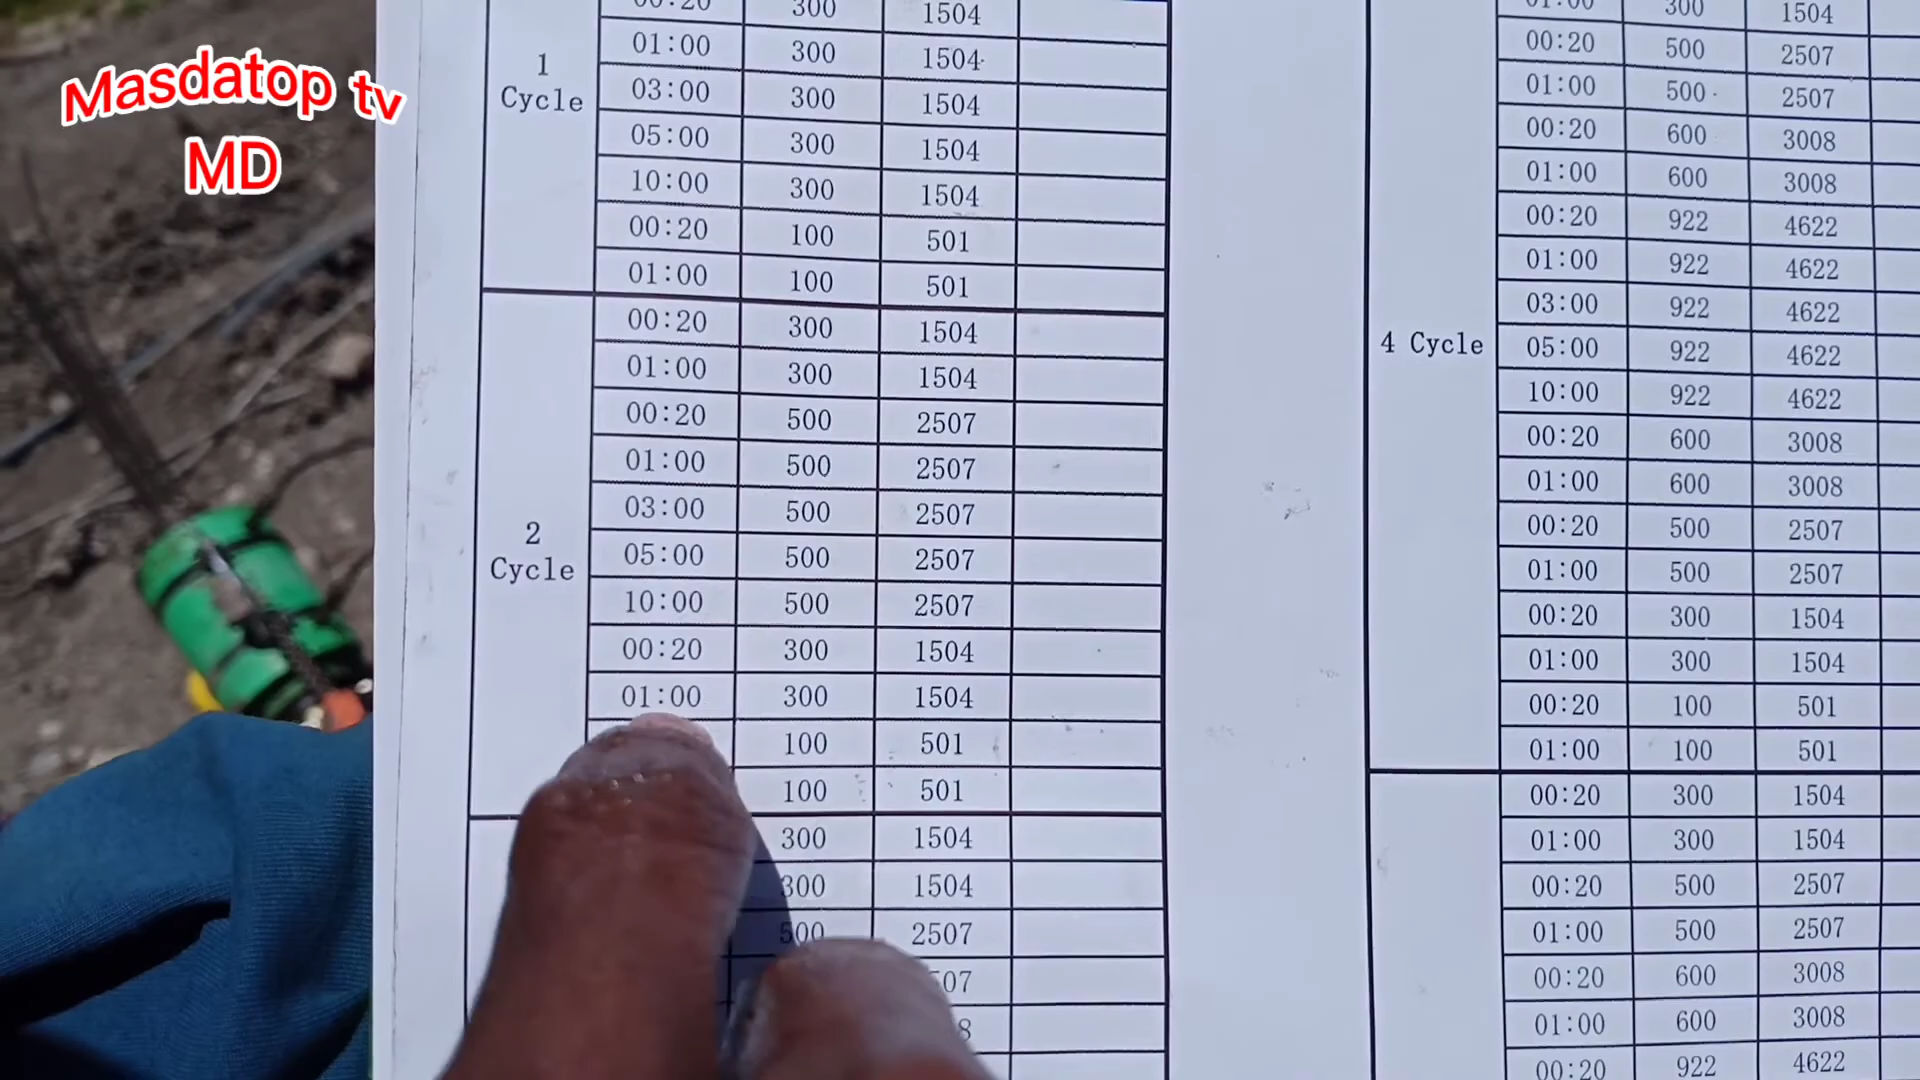 Masdatop tv
MD
00:20 300 1504
1 Cycle
01:00 300 1504
03:00 300 1504
05:00 300 1504
10:00 300 1504
00:20 100 501
01:00 100 501
2 Cycle
00:20 300 1504
01:00 300 1504
00:20 500 2507
01:00 500 2507
03:00 500 2507
05:00 500 2507
10:00 500 2507
00:20 300 1504
01:00 300 1504
100 501
100 501
300 1504
300 1504
500 2507
4 Cycle
01:00 300 1504
00:20 500 2507
01:00 500 2507
00:20 600 3008
01:00 600 3008
00:20 922 4622
01:00 922 4622
03:00 922 4622
05:00 922 4622
10:00 922 4622
00:20 600 3008
01:00 600 3008
00:20 500 2507
01:00 500 2507
00:20 300 1504
01:00 300 1504
00:20 100 501
01:00 100 501
00:20 300 1504
01:00 300 1504
00:20 500 2507
01:00 500 2507
00:20 600 3008
01:00 600 3008
00:20 922 4622